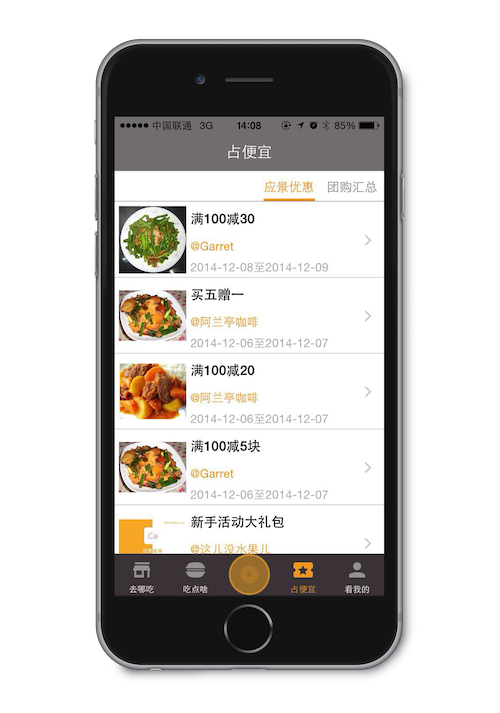 中国联通 3G 14:08 85%
占便宜
应景优惠 团购汇总
满100减30
@Garret
2014-12-08至2014-12-09
买五赠一
@阿兰亭咖啡
2014-12-06至2014-12-07
满100减20
@阿兰亭咖啡
2014-12-06至2014-12-07
满100减5块
@Garret
2014-12-06至2014-12-07
新手活动大礼包
Cai
@这儿没水果儿
去哪吃 吃点啥 占便宜 看我的